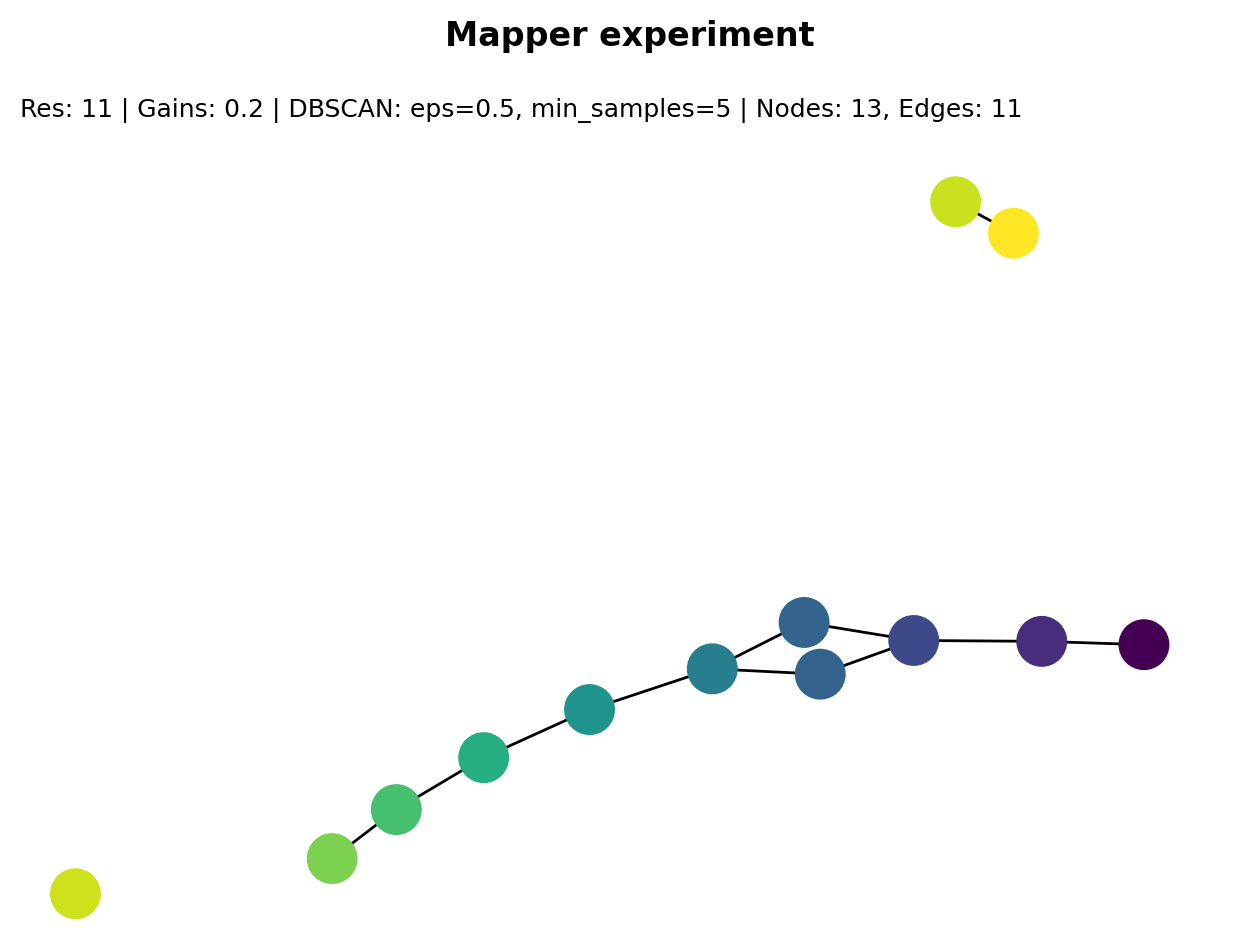 Mapper experiment
Res: 11 | Gains: 0.2 | DBSCAN: eps=0.5, min_samples=5 | Nodes: 13, Edges: 11